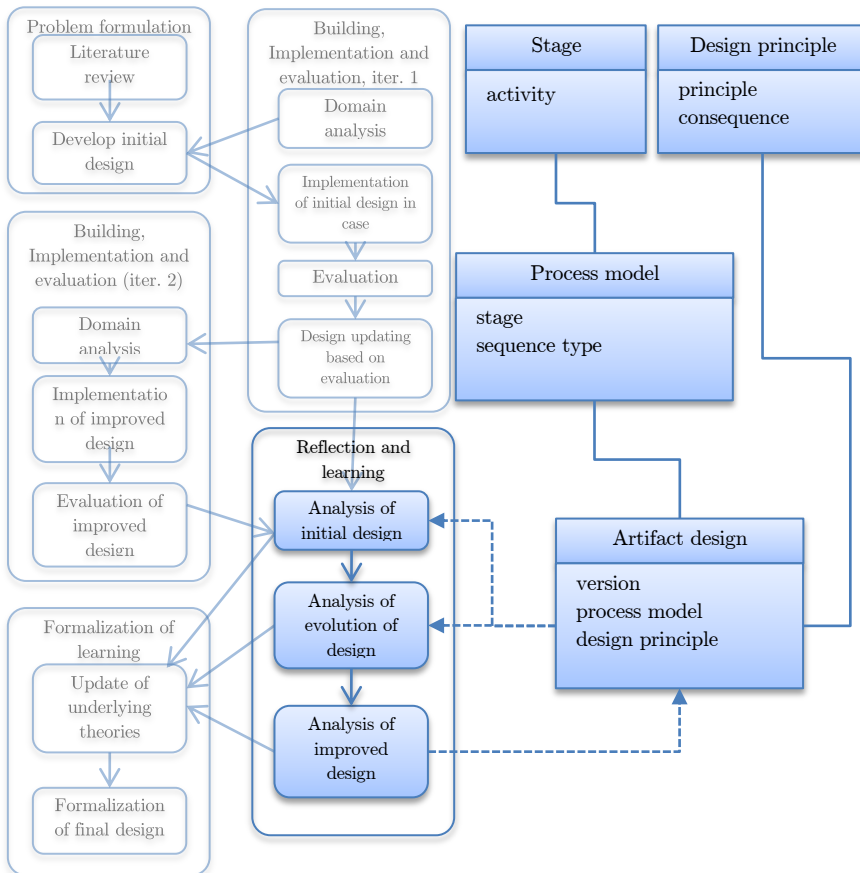 Problem formulation
Literature
review
Develop initial
design
Building,
Implementation and
evaluation, iter. 1
Domain
analysis
Implementation
of initial design in
case
Evaluation
Design updating
based on
evaluation
Building,
Implementation and
evaluation (iter. 2)
Domain
analysis
Implementatio
n of improved
design
Evaluation of
improved
design
Reflection and
learning
Analysis of
initial design
Analysis of
evolution of
design
Analysis of
improved
design
Formalization of
learning
Update of
underlying
theories
Formalization
of final design
Stage
activity
Design principle
principle
consequence
Process model
stage
sequence type
Artifact design
version
process model
design principle